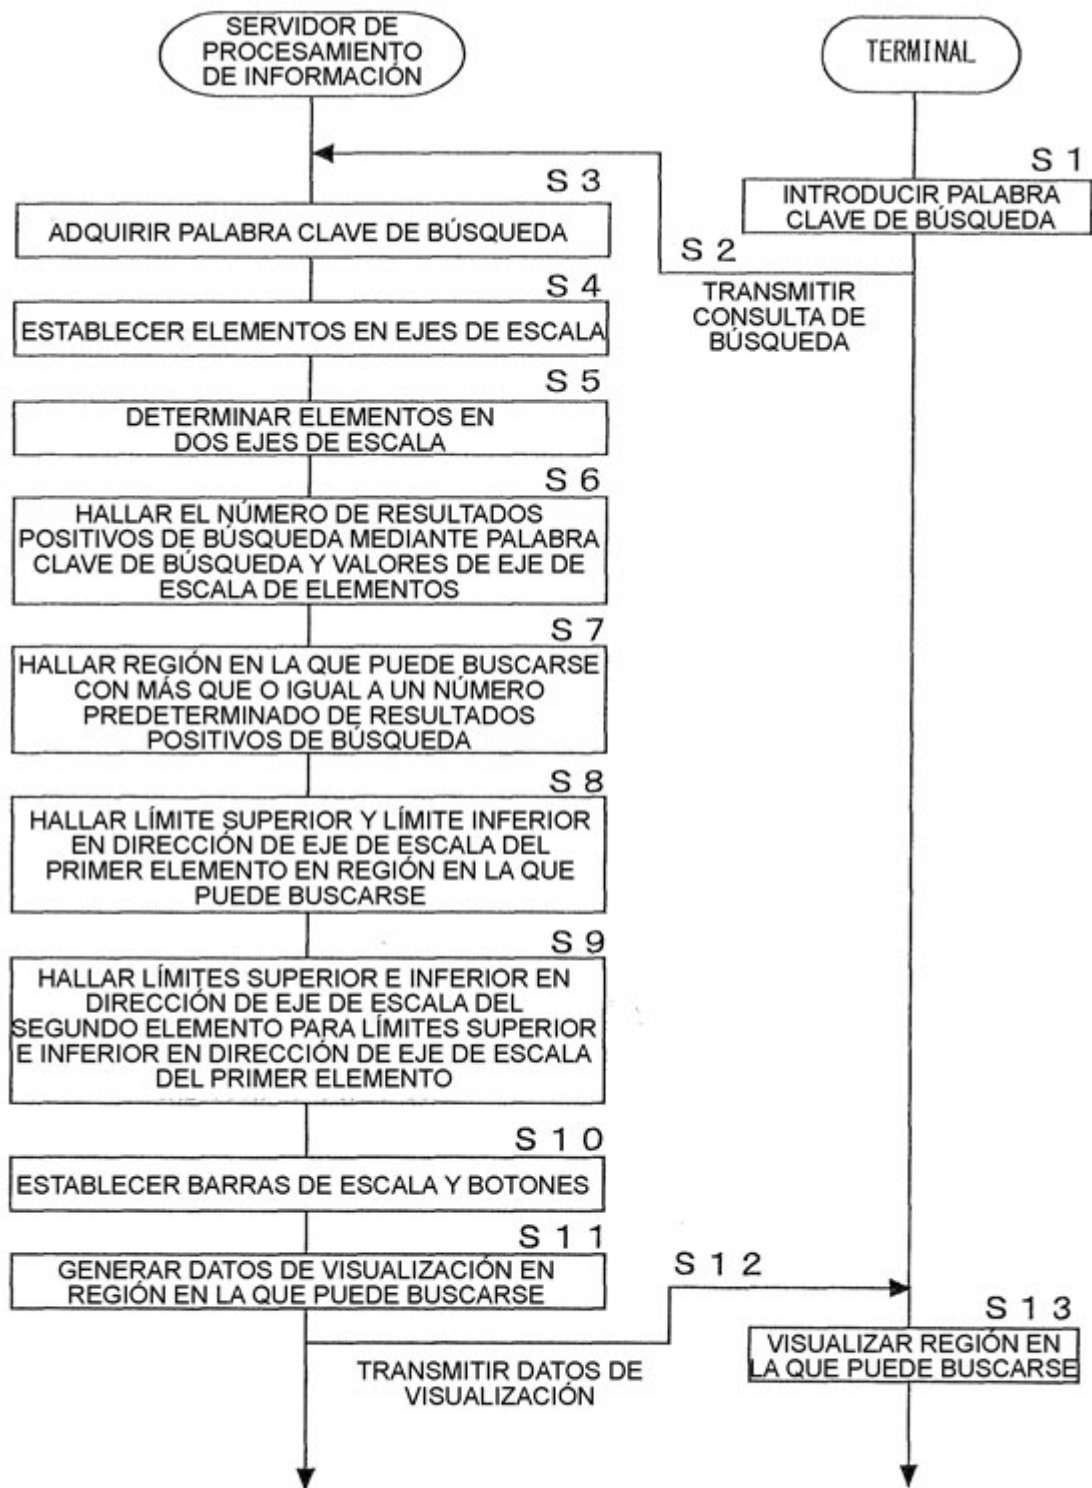 SERVIDOR DE
PROCESAMIENTO
DE INFORMACIÓN
TERMINAL
S 1
INTRODUCIR PALABRA
CLAVE DE BÚSQUEDA
S 2
TRANSMITIR
CONSULTA DE
BÚSQUEDA
S 3
ADQUIRIR PALABRA CLAVE DE BÚSQUEDA
S 4
ESTABLECER ELEMENTOS EN EJES DE ESCALA
S 5
DETERMINAR ELEMENTOS EN
DOS EJES DE ESCALA
S 6
HALLAR EL NÚMERO DE RESULTADOS
POSITIVOS DE BÚSQUEDA MEDIANTE PALABRA
CLAVE DE BÚSQUEDA Y VALORES DE EJE DE
ESCALA DE ELEMENTOS
S 7
HALLAR REGIÓN EN LA QUE PUEDE BUSCARSE
CON MÁS QUE O IGUAL A UN NÚMERO
PREDETERMINADO DE RESULTADOS
POSITIVOS DE BÚSQUEDA
S 8
HALLAR LÍMITE SUPERIOR Y LÍMITE INFERIOR
EN DIRECCIÓN DE EJE DE ESCALA DEL
PRIMER ELEMENTO EN REGIÓN EN LA QUE
PUEDE BUSCARSE
S 9
HALLAR LÍMITES SUPERIOR E INFERIOR EN
DIRECCIÓN DE EJE DE ESCALA DEL
SEGUNDO ELEMENTO PARA LÍMITES SUPERIOR
E INFERIOR EN DIRECCIÓN DE EJE DE ESCALA
DEL PRIMER ELEMENTO
S 1 0
ESTABLECER BARRAS DE ESCALA Y BOTONES
S 1 1
GENERAR DATOS DE VISUALIZACIÓN EN
REGIÓN EN LA QUE PUEDE BUSCARSE
S 1 2
TRANSMITIR DATOS DE
VISUALIZACIÓN
S 1 3
VISUALIZAR REGIÓN EN
LA QUE PUEDE BUSCARSE